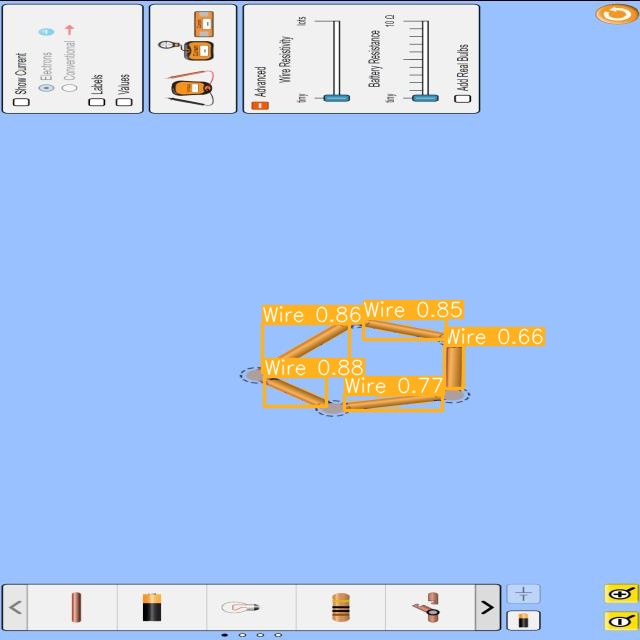 Show Current
Electrons
Conventional
Labels
Values
Advanced
Wire Resistivity
tiny
lots
Battery Resistance
tiny
10 Ω
Add Real Bulbs
Wire 0.86
Wire 0.85
Wire 0.66
Wire 0.88
Wire 0.77